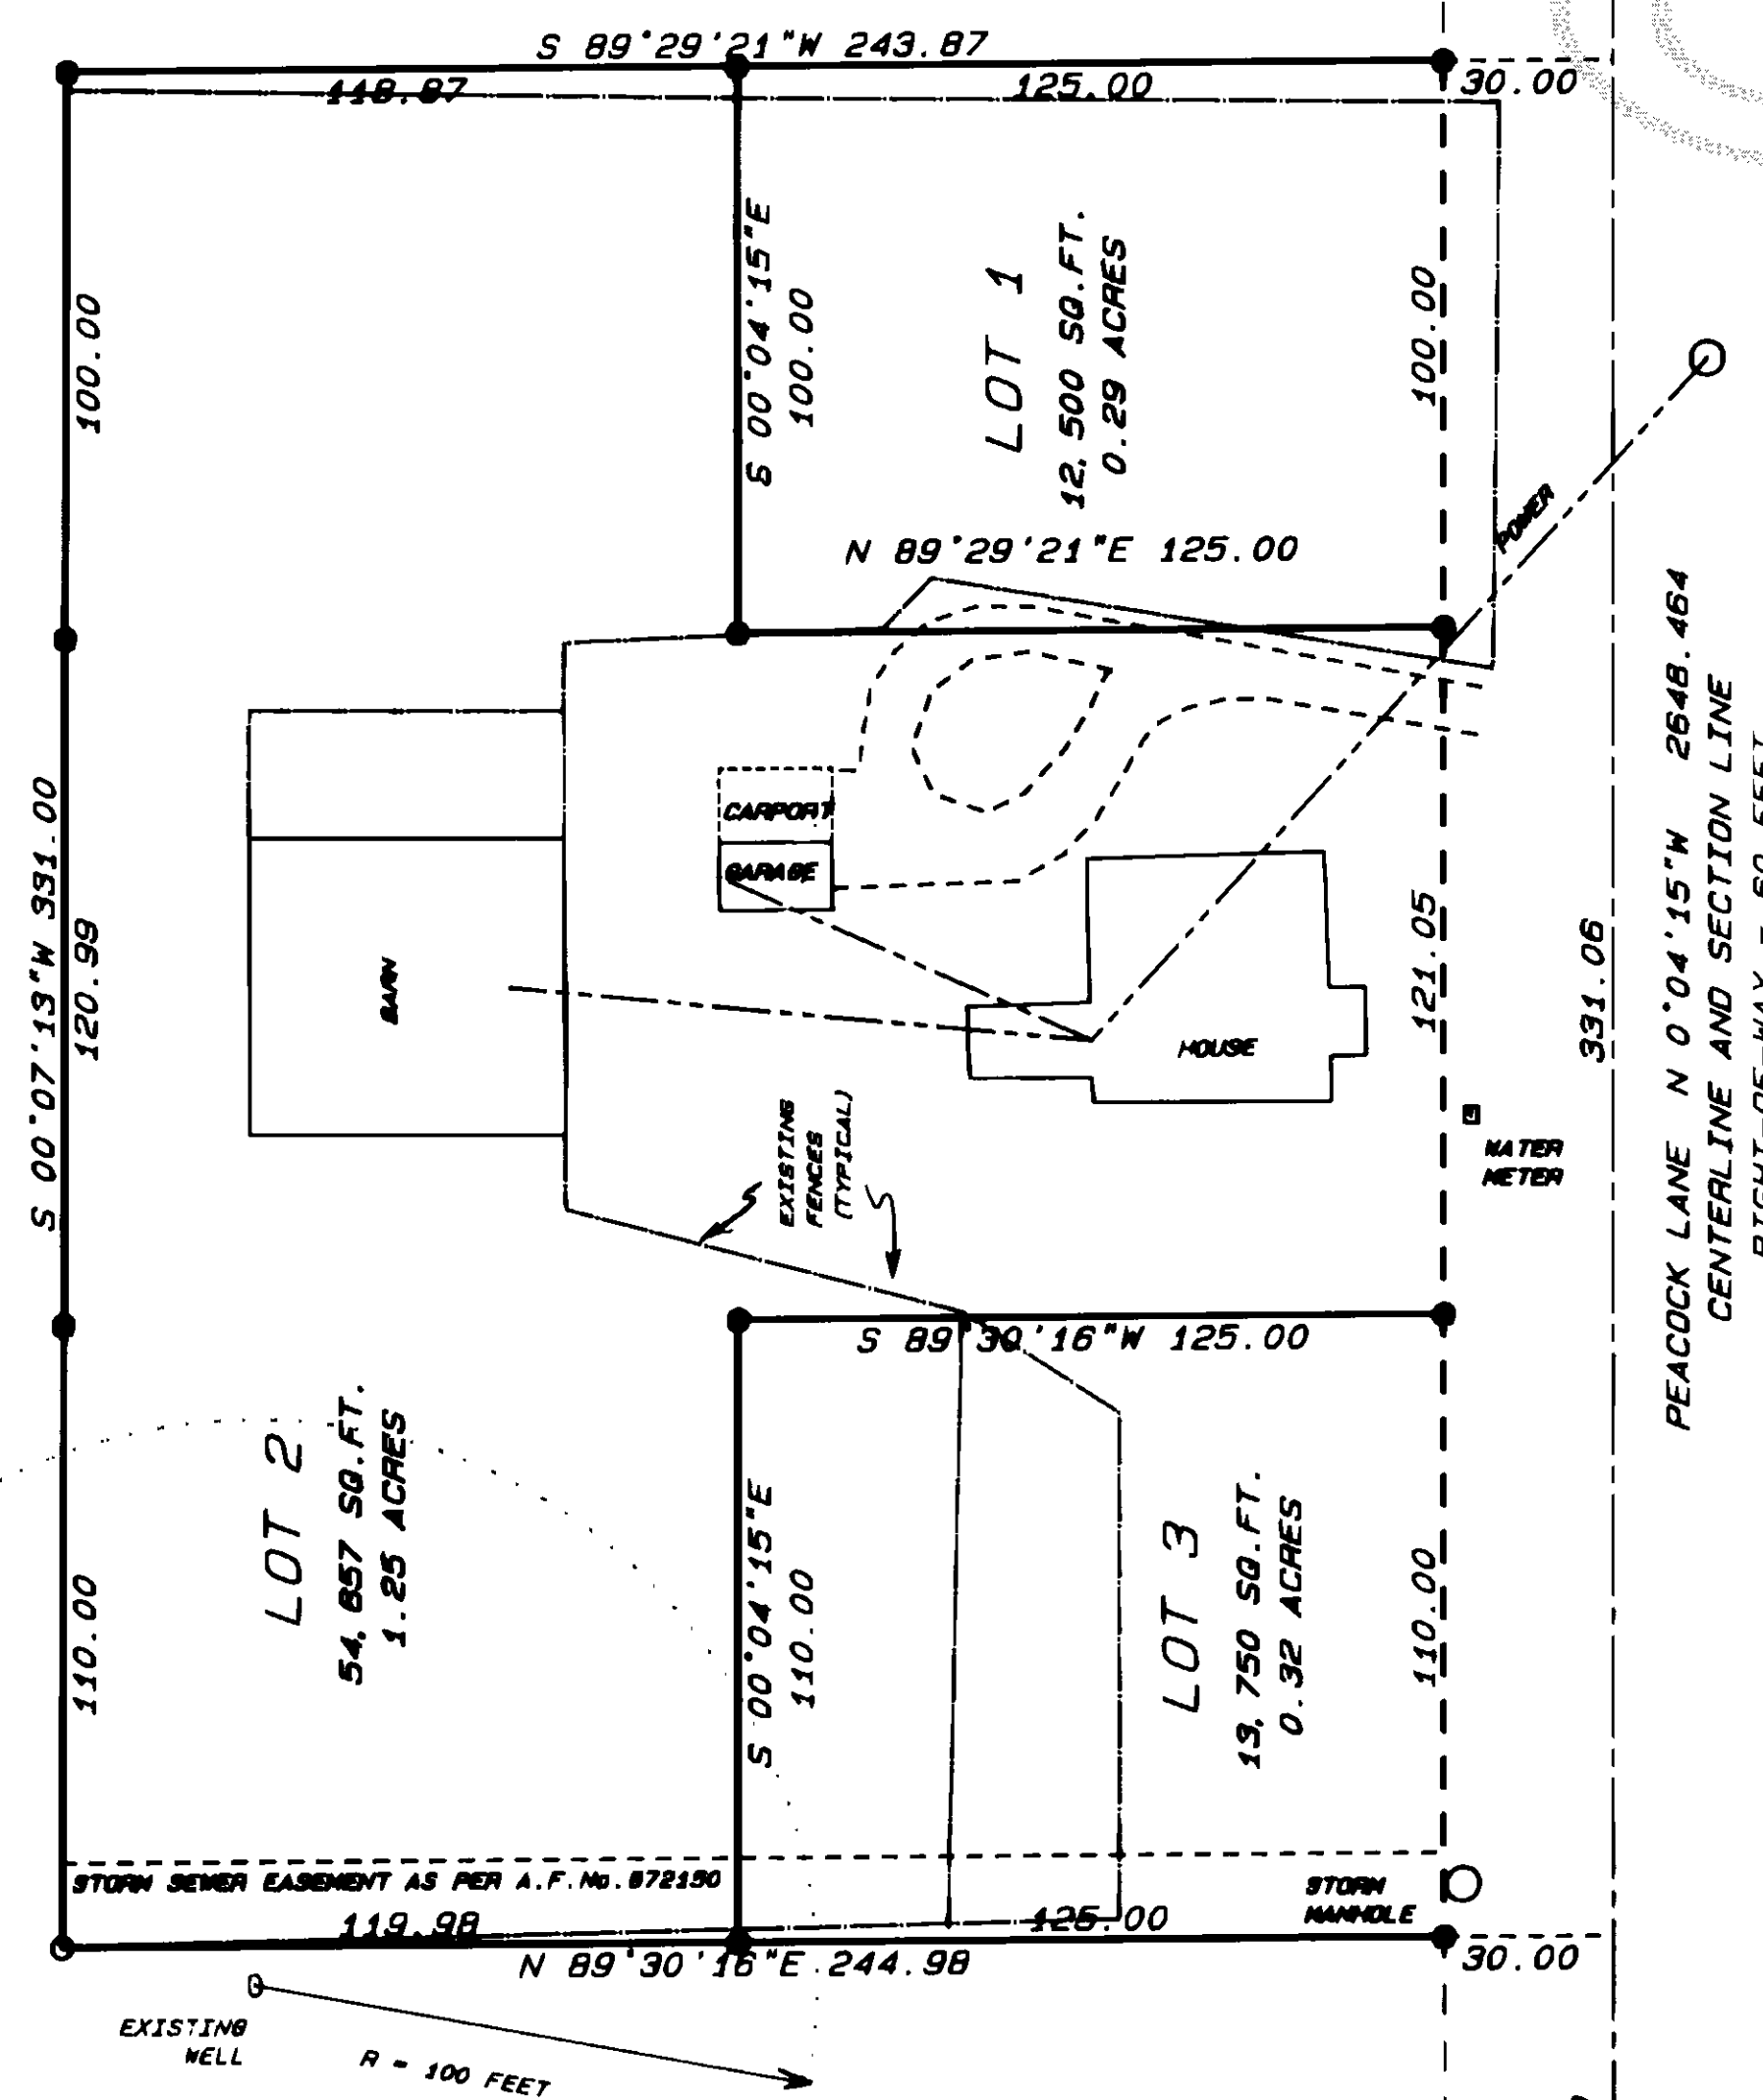 S 89°29'21"W 243.87
118.87
125.00
30.00
100.00
S 00°04'15"E
100.00
LOT 1
12,500 SQ.FT.
0.29 ACRES
100.00
N 89°29'21"E 125.00
POWER
S 00°07'13"W 331.00
120.99
BARN
CARPORT
GARAGE
HOUSE
121.05
331.06
PEACOCK LANE N 0°04'15"W 2648.464
CENTERLINE AND SECTION LINE
WATER
METER
EXISTING
FENCES
(TYPICAL)
S 89°30'16"W 125.00
LOT 2
54,857 SQ.FT.
1.25 ACRES
110.00
S 00°04'15"E
110.00
LOT 3
13,750 SQ.FT.
0.32 ACRES
110.00
STORM SEWER EASEMENT AS PER A.F.No.
STORM
MANHOLE
119.98
125.00
N 89°30'16"E 244.98
30.00
EXISTING
WELL
R = 100 FEET